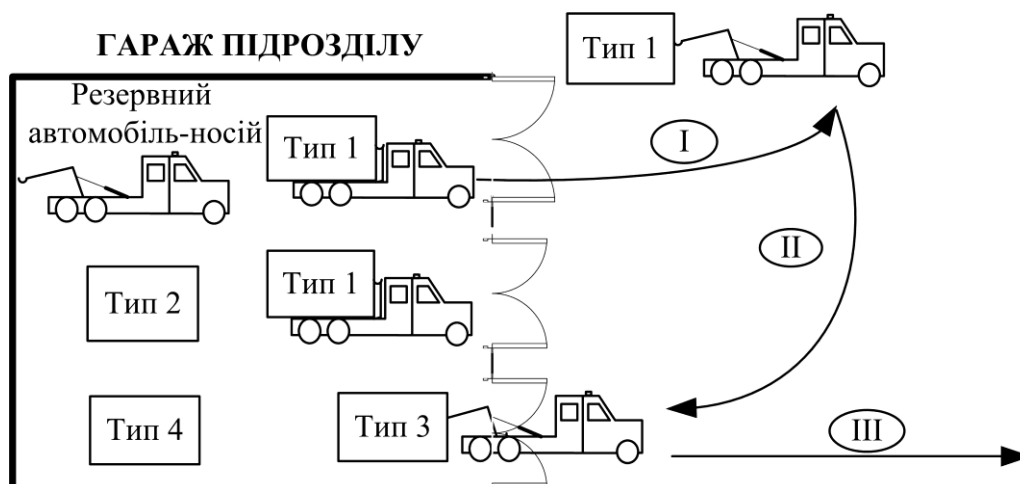 ГАРАЖ ПІДРОЗДІЛУ
Тип 1
Резервний
автомобіль-носій
Тип 1
I
II
Тип 2
Тип 1
Тип 4
Тип 3
III